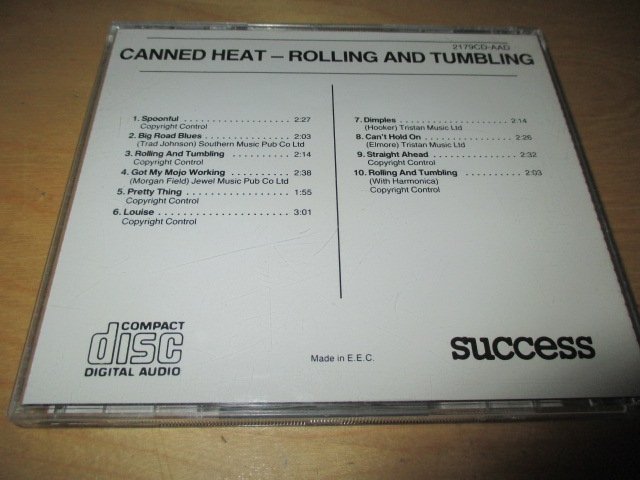 2179CD-AAD
CANNED HEAT – ROLLING AND TUMBLING
1. Spoonful ........................ 2:27
Copyright Control
2. Big Road Blues .................. 2:03
(Trad Johnson) Southern Music Pub Co Ltd
3. Rolling And Tumbling ............ 2:14
Copyright Control
4. Got My Mojo Working ............. 2:38
(Morgan Field) Jewel Music Pub Co Ltd
5. Pretty Thing .................... 1:55
Copyright Control
6. Louise .......................... 3:01
Copyright Control
7. Dimples ......................... 2:14
(Hooker) Tristan Music Ltd
8. Can't Hold On ................... 2:26
(Elmore) Tristan Music Ltd
9. Straight Ahead .................. 2:32
Copyright Control
10. Rolling And Tumbling ........... 2:03
(With Harmonica)
Copyright Control
COMPACT
disc
DIGITAL AUDIO
Made in E.E.C.
success